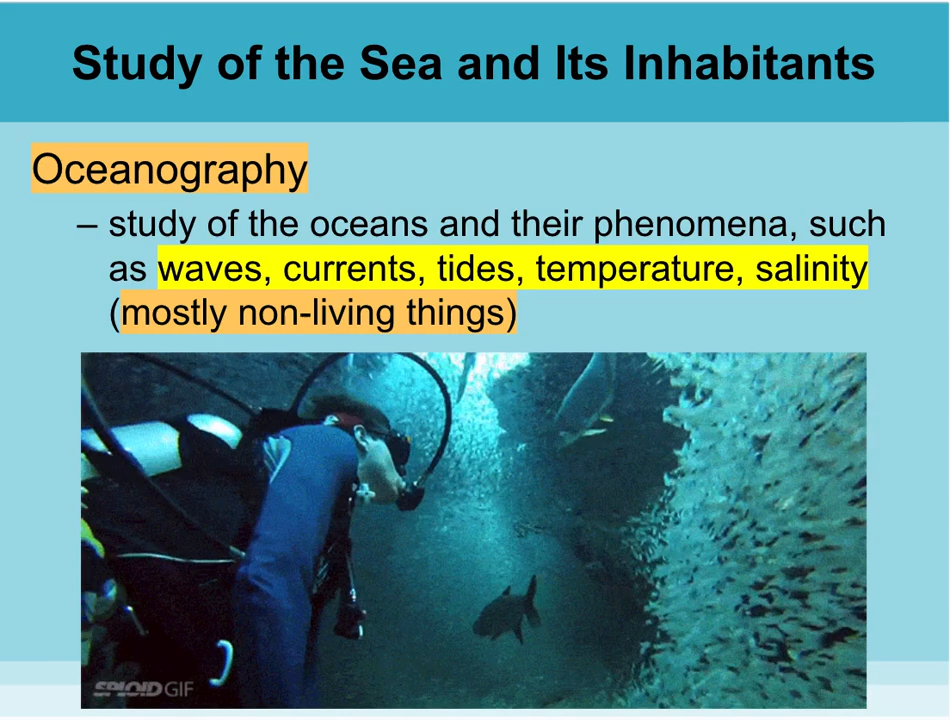 Study of the Sea and Its Inhabitants
Oceanography
– study of the oceans and their phenomena, such
as waves, currents, tides, temperature, salinity
(mostly non-living things)
SPLOID GIF